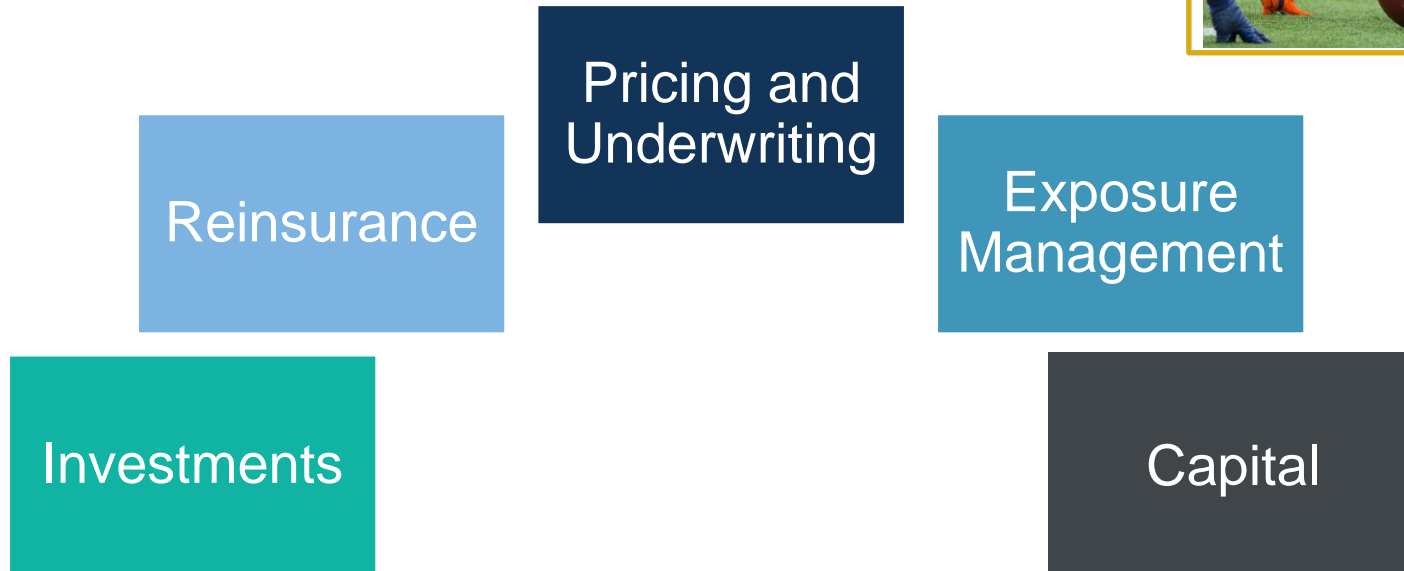 Pricing and
Underwriting
Reinsurance
Exposure
Management
Investments
Capital